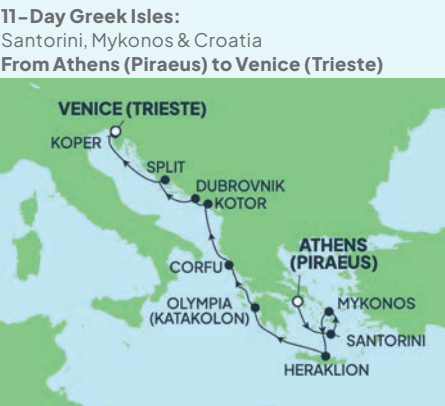 11-Day Greek Isles:
Santorini, Mykonos & Croatia
From Athens (Piraeus) to Venice (Trieste)
VENICE (TRIESTE)
KOPER
SPLIT
DUBROVNIK
KOTOR
ATHENS
(PIRAEUS)
CORFU
OLYMPIA
(KATAKOLON)
MYKONOS
SANTORINI
HERAKLION